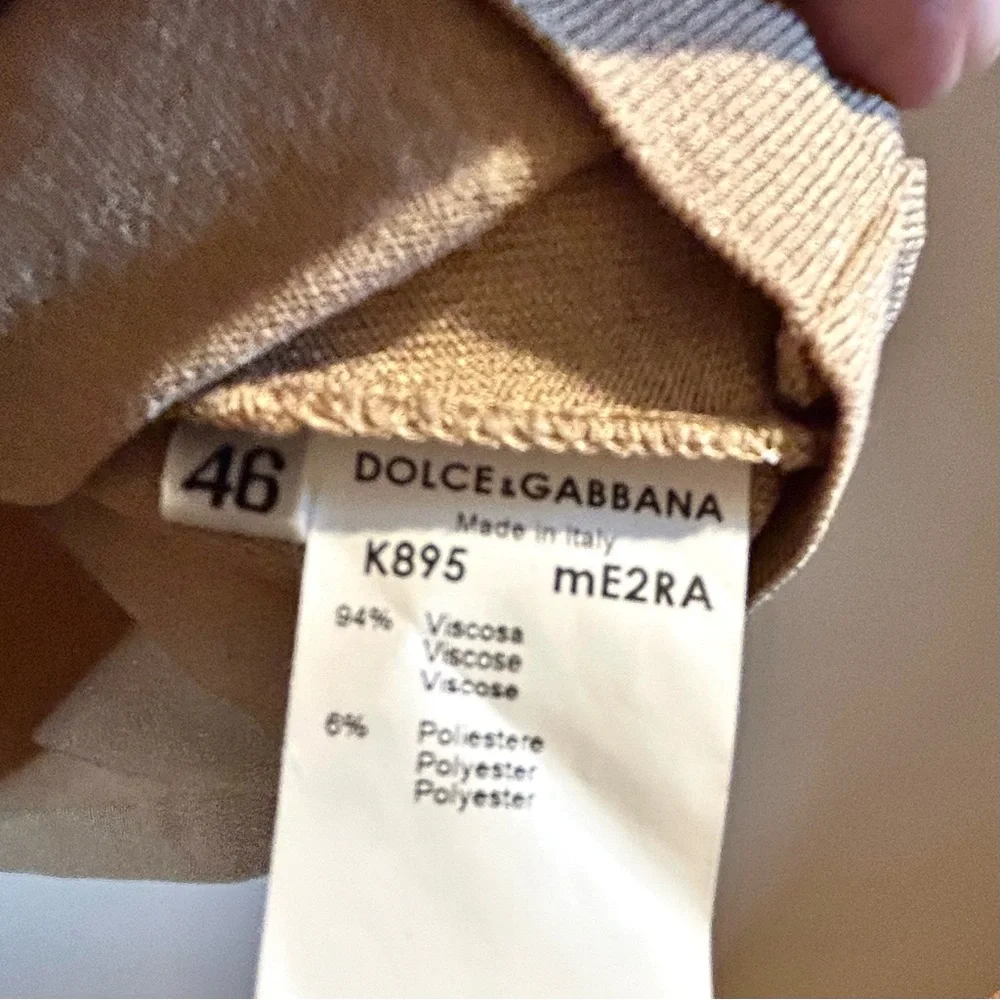 46
DOLCE&GABBANA
Made in Italy
K895 mE2RA
94% Viscosa
Viscose
Viscose
6% Poliestere
Polyester
Polyester